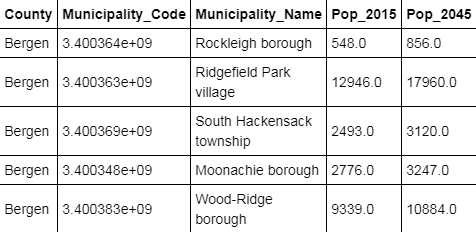 County Municipality_Code Municipality_Name Pop_2015 Pop_2045
Bergen 3.400364e+09 Rockleigh borough 548.0 856.0
Bergen 3.400363e+09 Ridgefield Park village 12946.0 17960.0
Bergen 3.400369e+09 South Hackensack township 2493.0 3120.0
Bergen 3.400348e+09 Moonachie borough 2776.0 3247.0
Bergen 3.400383e+09 Wood-Ridge borough 9339.0 10884.0